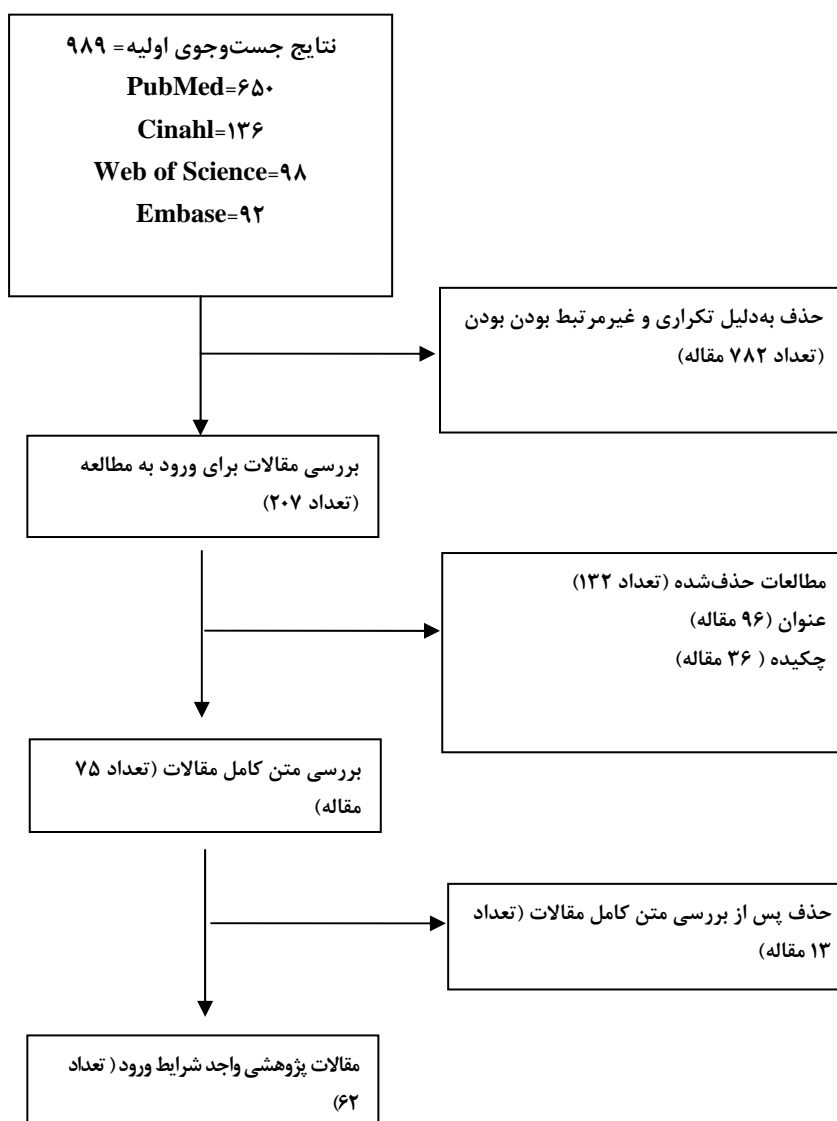 نتایج جست‌وجوی اولیه= ۹۸۹
PubMed=۶۵۰
Cinahl=۱۳۶
Web of Science=۹۸
Embase=۹۲
حذف به‌دلیل تکراری و غیرمرتبط بودن بودن
(تعداد ۷۸۲ مقاله)
بررسی مقالات برای ورود به مطالعه
(تعداد ۲۰۷)
مطالعات حذف‌شده (تعداد ۱۳۲)
عنوان (۹۶ مقاله)
چکیده ( ۳۶ مقاله)
بررسی متن کامل مقالات (تعداد ۷۵
مقاله)
حذف پس از بررسی متن کامل مقالات (تعداد
۱۳ مقاله)
مقالات پژوهشی واجد شرایط ورود ( تعداد
۶۲)